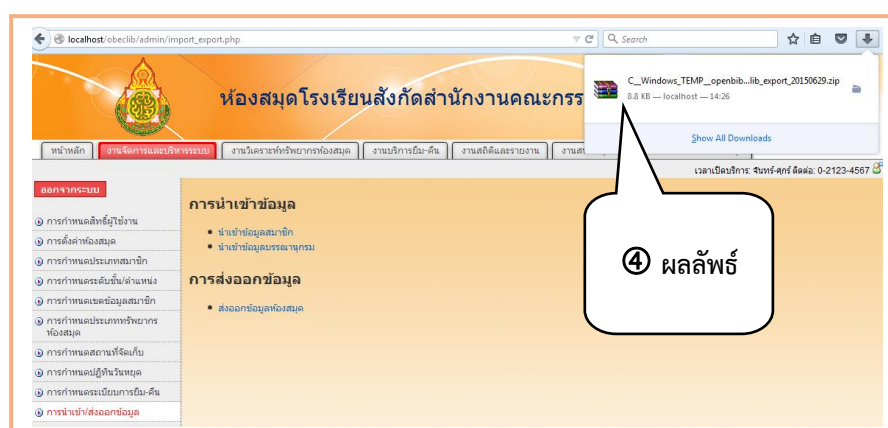 localhost/obeclib/admin/import_export.php
Search
C__Windows_TEMP__openbib...lib_export_20150629.zip
8.8 KB — localhost — 14:26
Show All Downloads
ห้องสมุดโรงเรียนสังกัดสำนักงานคณะกรร
หน้าหลัก งานจัดการและบริหารระบบ งานวิเคราะห์ทรัพยากรห้องสมุด งานบริการยืม-คืน งานสถิติและรายงาน
เวลาเปิดบริการ: จันทร์-ศุกร์ ติดต่อ: 0-2123-4567
ออกจากระบบ
การกำหนดสิทธิ์ผู้ใช้งาน
การตั้งค่าห้องสมุด
การกำหนดประเภทสมาชิก
การกำหนดระดับชั้น/ตำแหน่ง
การกำหนดเขตข้อมูลสมาชิก
การกำหนดประเภททรัพยากร
ห้องสมุด
การกำหนดสถานที่จัดเก็บ
การกำหนดปฏิทินวันหยุด
การกำหนดระเบียบการยืม-คืน
การนำเข้า/ส่งออกข้อมูล
การนำเข้าข้อมูล
นำเข้าข้อมูลสมาชิก
นำเข้าข้อมูลบรรณานุกรม
การส่งออกข้อมูล
ส่งออกข้อมูลห้องสมุด
④ ผลลัพธ์